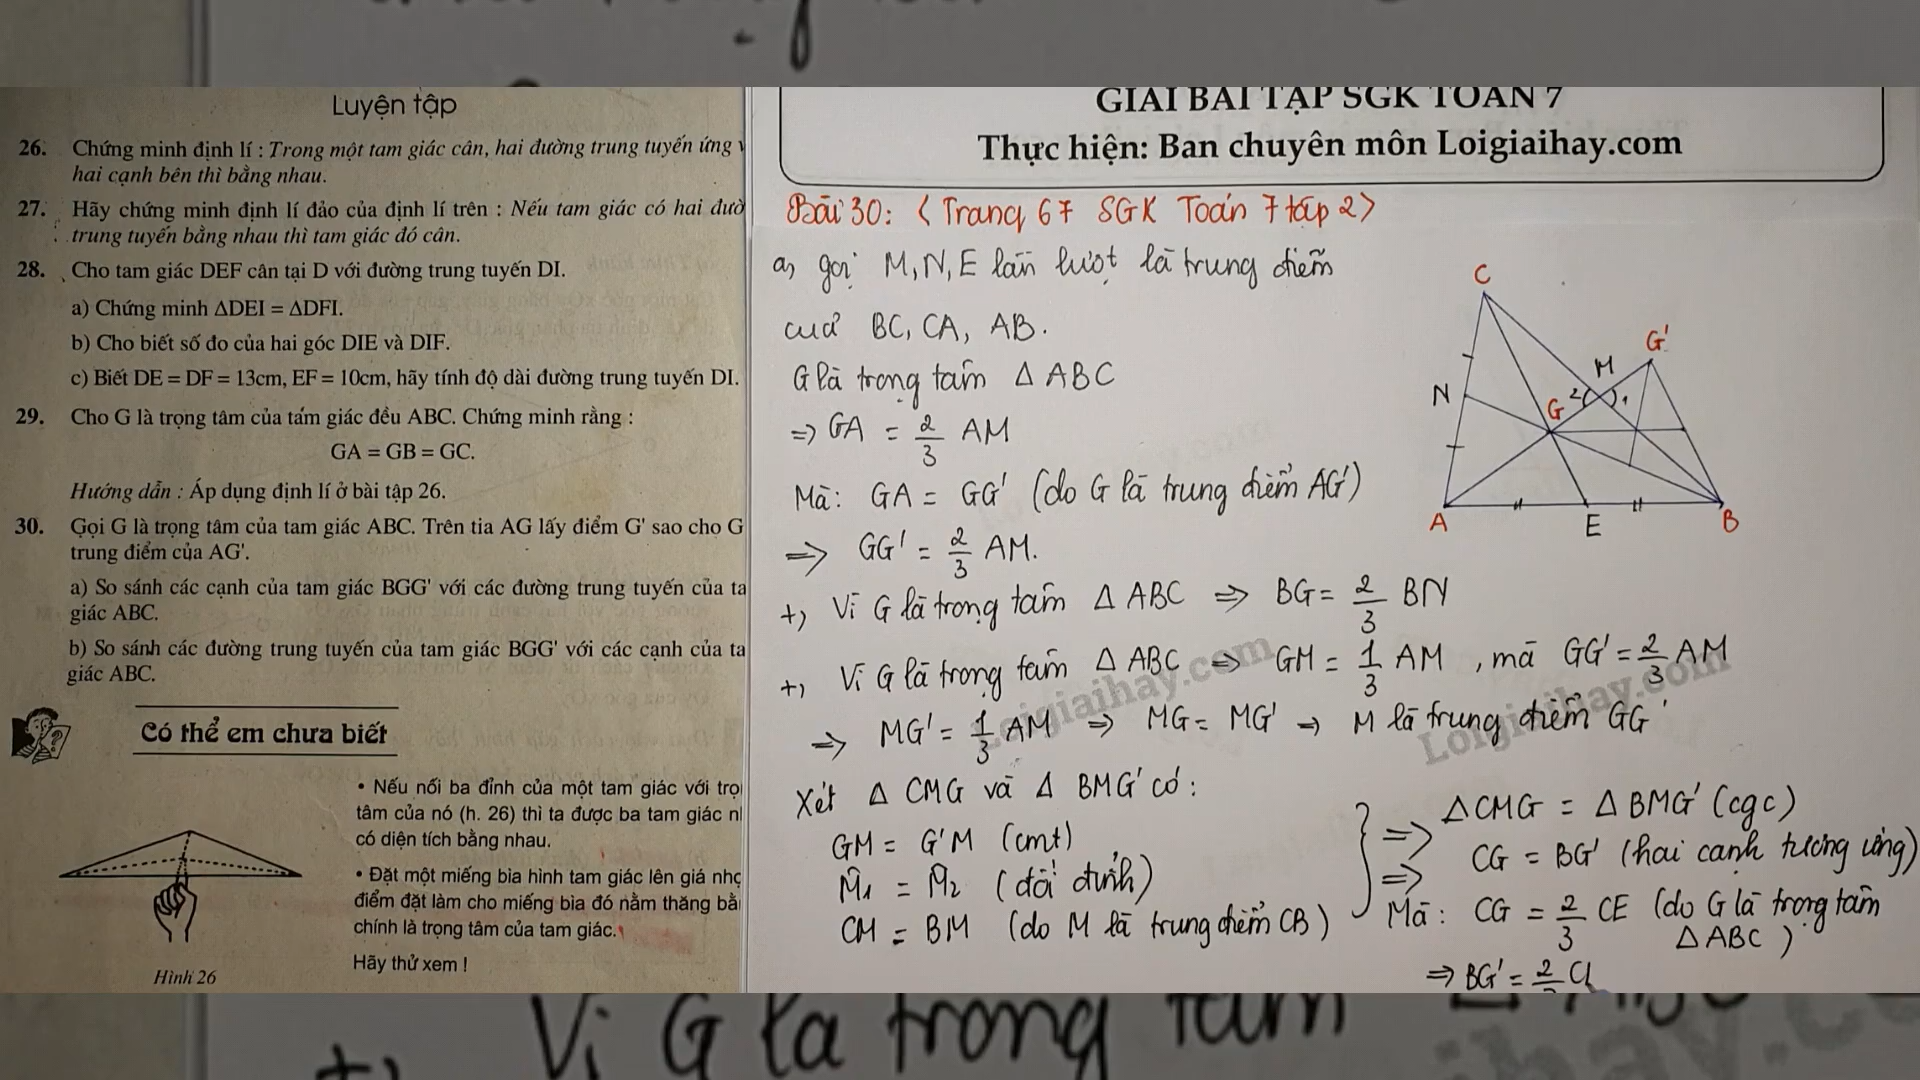 Luyện tập
26. Chứng minh định lí : Trong một tam giác cân, hai đường trung tuyến ứng
hai cạnh bên thì bằng nhau.
27. Hãy chứng minh định lí đảo của định lí trên : Nếu tam giác có hai
trung tuyến bằng nhau thì tam giác đó cân.
28. Cho tam giác DEF cân tại D với đường trung tuyến DI.
a) Chứng minh ΔDEI = ΔDFI.
b) Cho biết số đo của hai góc DIE và DIF.
c) Biết DE = DF = 13cm, EF = 10cm, hãy tính độ dài đường trung tuyến DI.
29. Cho G là trọng tâm của tam giác đều ABC. Chứng minh rằng :
GA = GB = GC.
Hướng dẫn : Áp dụng định lí ở bài tập 26.
30. Gọi G là trọng tâm của tam giác ABC. Trên tia AG lấy điểm G' sao cho G
trung điểm của AG'.
a) So sánh các cạnh của tam giác BGG' với các đường trung tuyến của
giác ABC.
b) So sánh các đường trung tuyến của tam giác BGG' với các cạnh của
giác ABC.
Có thể em chưa biết
• Nếu nối ba đỉnh của một tam giác với
tâm của nó (h. 26) thì ta được ba tam giác
có diện tích bằng nhau.
• Đặt một miếng bìa hình tam giác lên giá
điểm đặt làm cho miếng bìa đó nằm thăng
chính là trọng tâm của tam giác.
Hãy thử xem !
Hình 26
GIẢI BÀI TẬP SGK TOÁN 7
Thực hiện: Ban chuyên môn Loigiaihay.com
Bài 30: < Trang 67 SGK Toán 7 tập 2>
a, gọi M, N, E lần lượt là trung điểm
của BC, CA, AB.
G là trọng tâm Δ ABC
=> GA = 2/3 AM
Mà: GA = GG' (do G là trung điểm AG')
=> GG' = 2/3 AM.
+, Vì G là trọng tâm Δ ABC => BG = 2/3 BN
+, Vì G là trọng tâm Δ ABC => GM = 1/3 AM , mà GG' = 2/3 AM
=> MG' = 1/3 AM => MG = MG' => M là trung điểm GG'
Xét Δ CMG và Δ BMG' có:
GM = G'M (cmt)
M̂1 = M̂2 (đối đỉnh)
CM = BM (do M là trung điểm CB)
=> ΔCMG = ΔBMG' (cgc)
=> CG = BG' (hai cạnh tương ứng)
Mà: CG = 2/3 CE (do G là trọng tâm
ΔABC)
=> BG' = 2/
C
G'
M
N
G
2
1
A
E
B
Loigiaihay.com
Loigiaihay.com
+, Vì G là trọng tâm